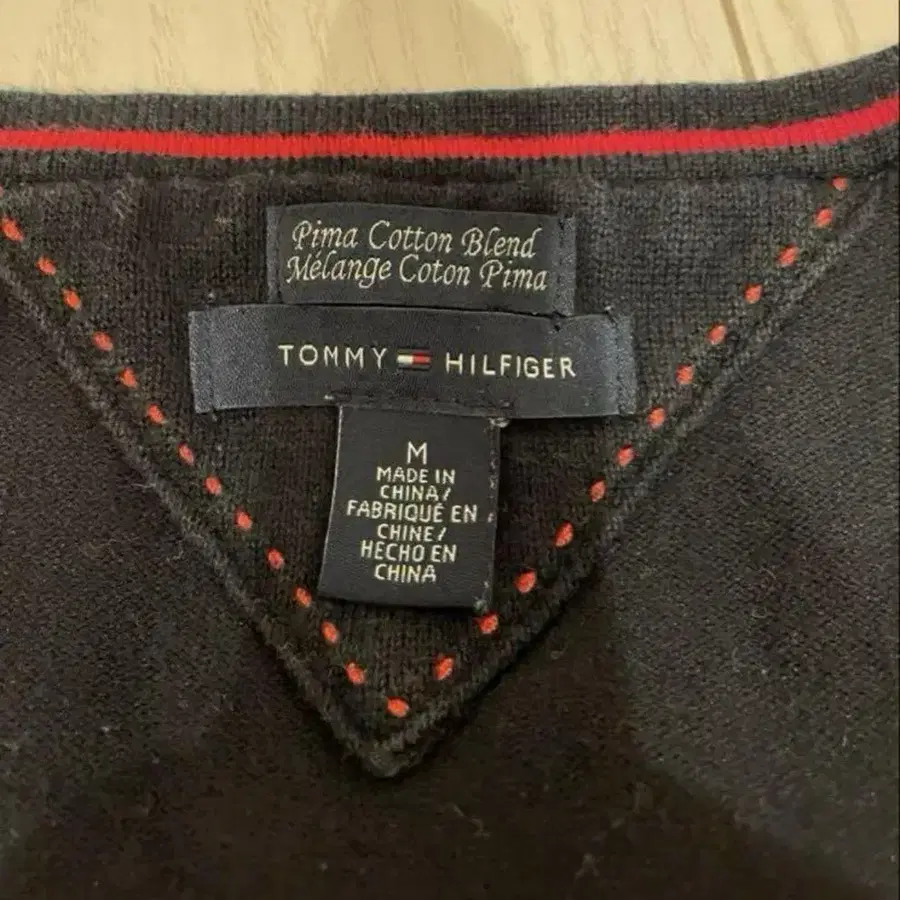 Pima Cotton Blend
Mélange Coton Pima
TOMMY HILFIGER
M
MADE IN
CHINA/
FABRIQUÉ EN
CHINE/
HECHO EN
CHINA